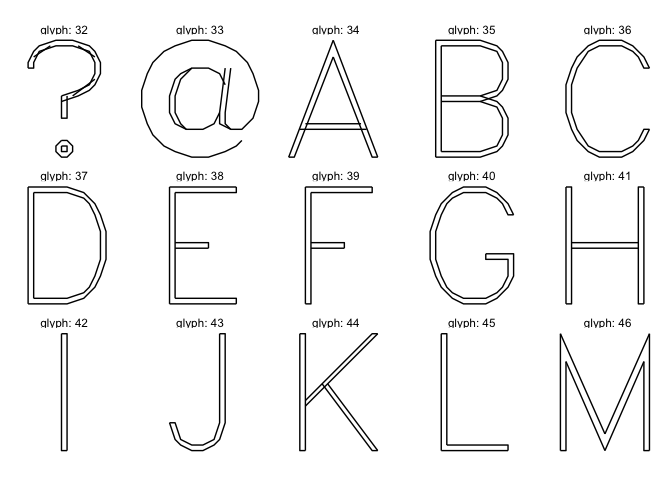 glyph: 32 glyph: 33 glyph: 34 glyph: 35 glyph: 36
? @ A B C
glyph: 37 glyph: 38 glyph: 39 glyph: 40 glyph: 41
D E F G H
glyph: 42 glyph: 43 glyph: 44 glyph: 45 glyph: 46
I J K L M